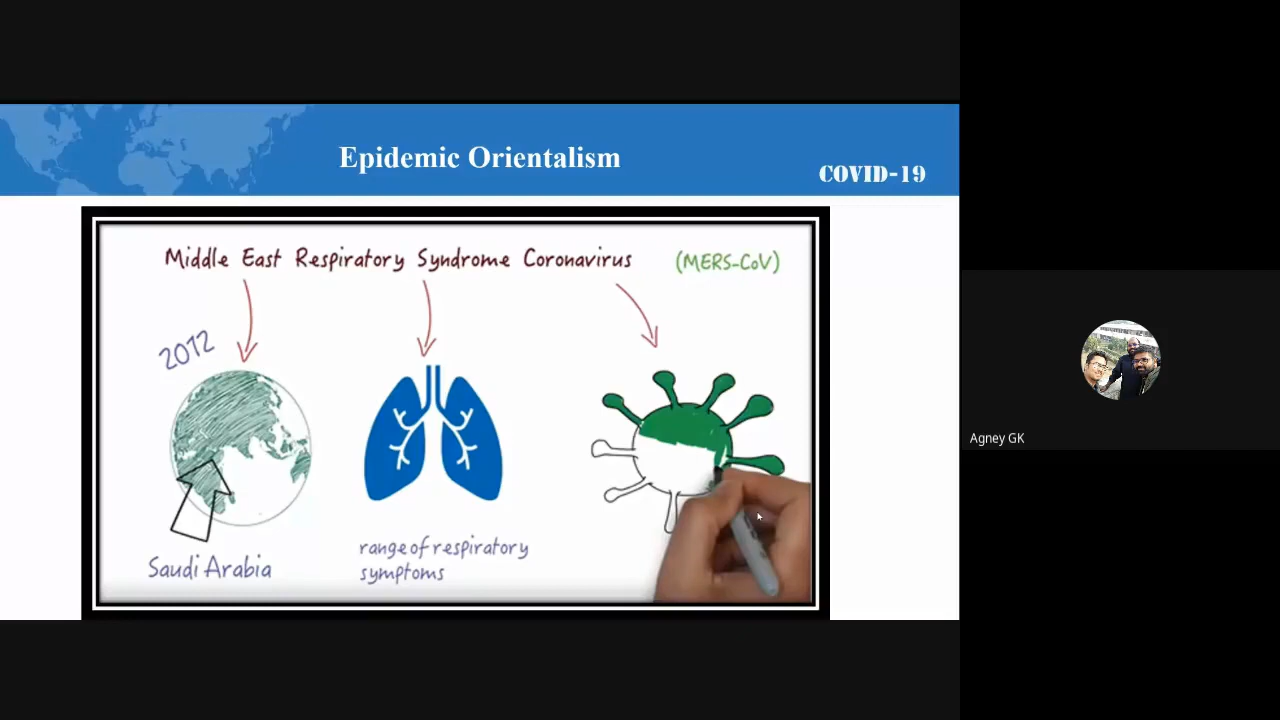 Epidemic Orientalism
COVID-19
Middle East Respiratory Syndrome Coronavirus (MERS-CoV)
2012
Saudi Arabia
range of respiratory
symptoms
Agney GK